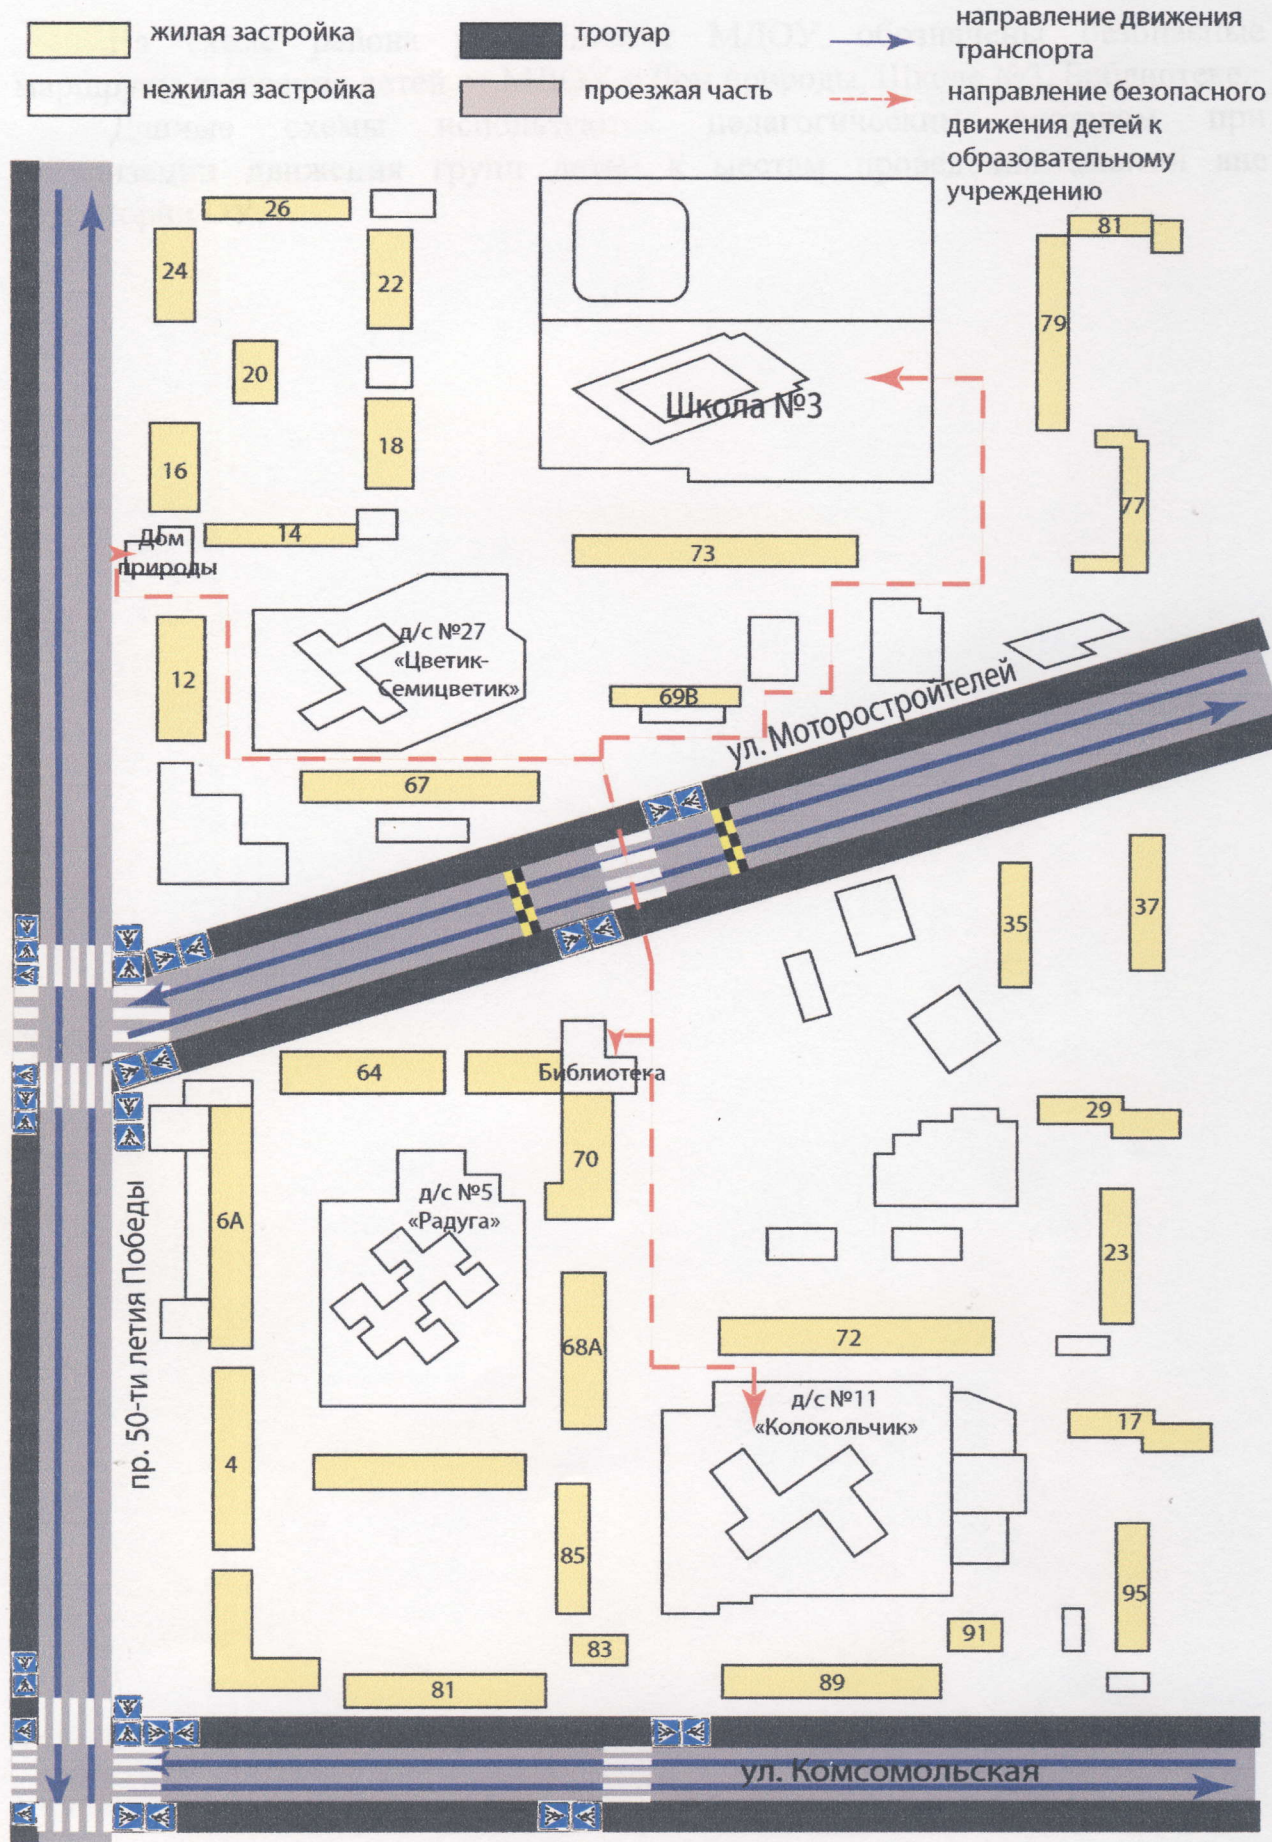 жилая застройка
нежилая застройка
тротуар
проезжая часть
направление движения
транспорта
направление безопасного
движения детей к
образовательному
учреждению
26
24
22
20
18
16
14
Дом
природы
12
Школа №3
81
79
77
73
д/с №27
«Цветик-
Семицветик»
69В
67
ул. Моторостройтелей
35
37
64
Библиотека
70
29
23
6А
д/с №5
«Радуга»
пр. 50-ти летия Победы
68А
72
д/с №11
«Колокольчик»
17
4
85
95
83
91
81
89
ул. Комсомольская